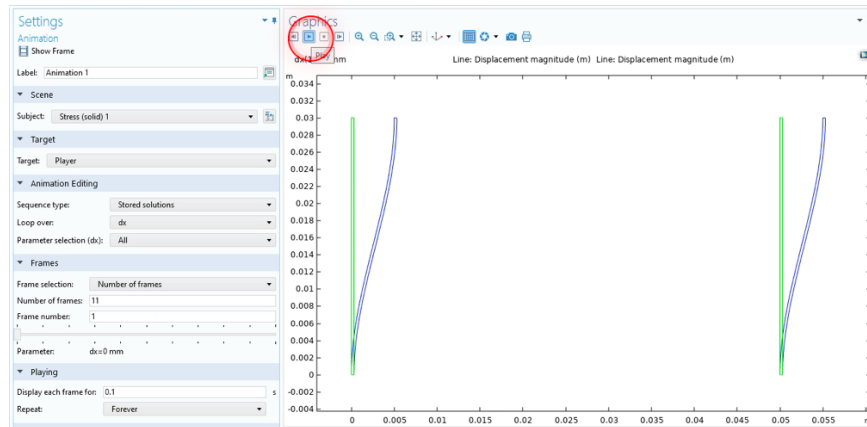 Settings
Animation
Show Frame
Label: Animation 1
Scene
Subject: Stress (solid) 1
Target
Target: Player
Animation Editing
Sequence type: Stored solutions
Loop over: dx
Parameter selection (dx): All
Frames
Frame selection: Number of frames
Number of frames: 11
Frame number: 1
Parameter: dx=0 mm
Playing
Display each frame for: 0.1 s
Repeat: Forever
Graphics
Play
Line: Displacement magnitude (m) Line: Displacement magnitude (m)
m
0.034
0.032
0.03
0.028
0.026
0.024
0.022
0.02
0.018
0.016
0.014
0.012
0.01
0.008
0.006
0.004
0.002
0
-0.002
-0.004
0 0.005 0.01 0.015 0.02 0.025 0.03 0.035 0.04 0.045 0.05 0.055